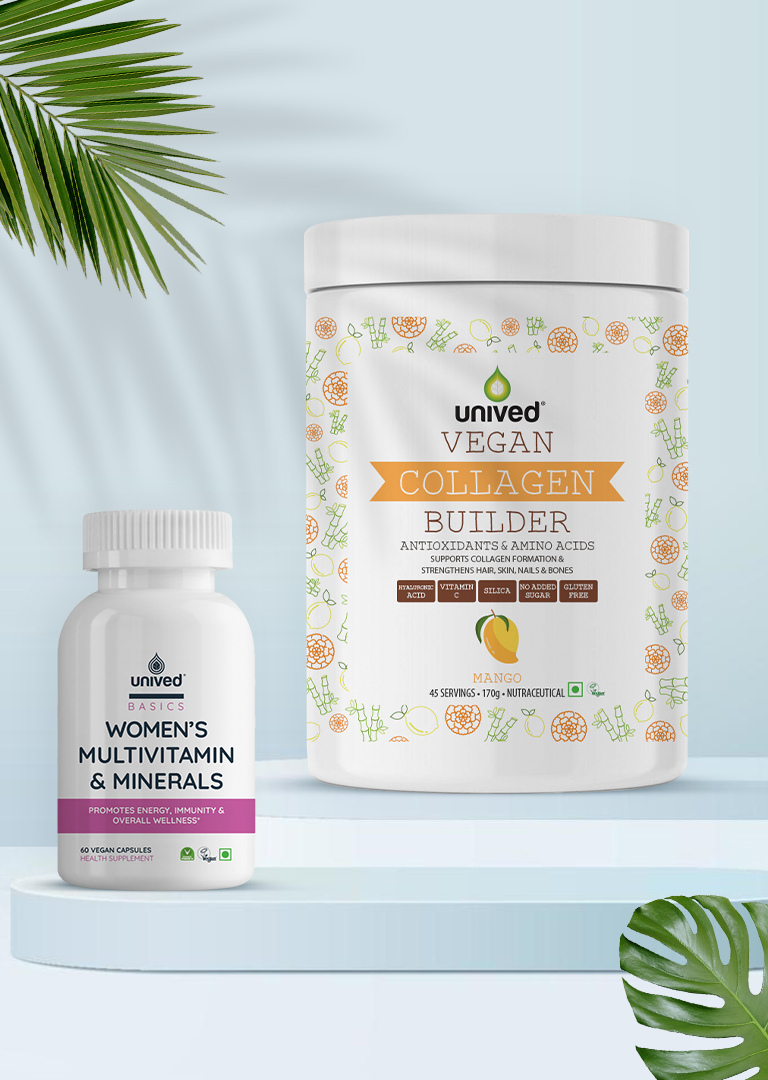 unived®
VEGAN
COLLAGEN
BUILDER
ANTIOXIDANTS & AMINO ACIDS
SUPPORTS COLLAGEN FORMATION &
STRENGTHENS HAIR, SKIN, NAILS & BONES
HYALURONIC ACID
VITAMIN C
SILICA
NO ADDED SUGAR
GLUTEN FREE
MANGO
45 SERVINGS • 170g • NUTRACEUTICAL
Vegan
unived®
BASICS
WOMEN'S
MULTIVITAMIN
& MINERALS
PROMOTES ENERGY, IMMUNITY &
OVERALL WELLNESS*
60 VEGAN CAPSULES
HEALTH SUPPLEMENT
Vegan